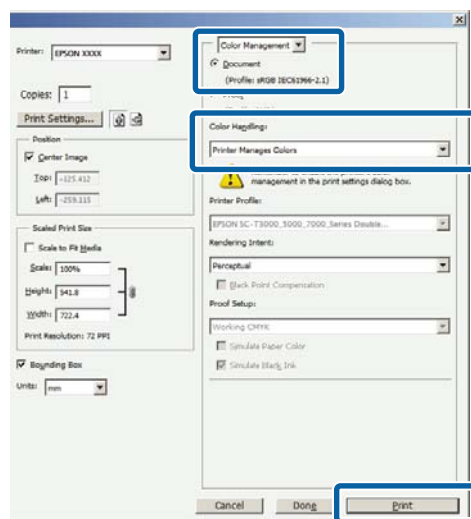 Printer: EPSON XXXX
Copies: 1
Print Settings...
Position
Center Image
Top: -125.412
Left: -259.115
Scaled Print Size
Scale to Fit Media
Scale: 100%
Height: 541.8
Width: 722.4
Print Resolution: 72 PPI
Bounding Box
Units: mm
Color Management
Document
(Profile: sRGB IEC61966-2.1)
Color Handling:
Printer Manages Colors
management in the print settings dialog box.
Printer Profile:
EPSON SC-T3000_5000_7000_Series Double...
Rendering Intent:
Perceptual
Black Point Compensation
Proof Setup:
Working CMYK
Simulate Paper Color
Simulate Black Ink
Cancel
Done
Print